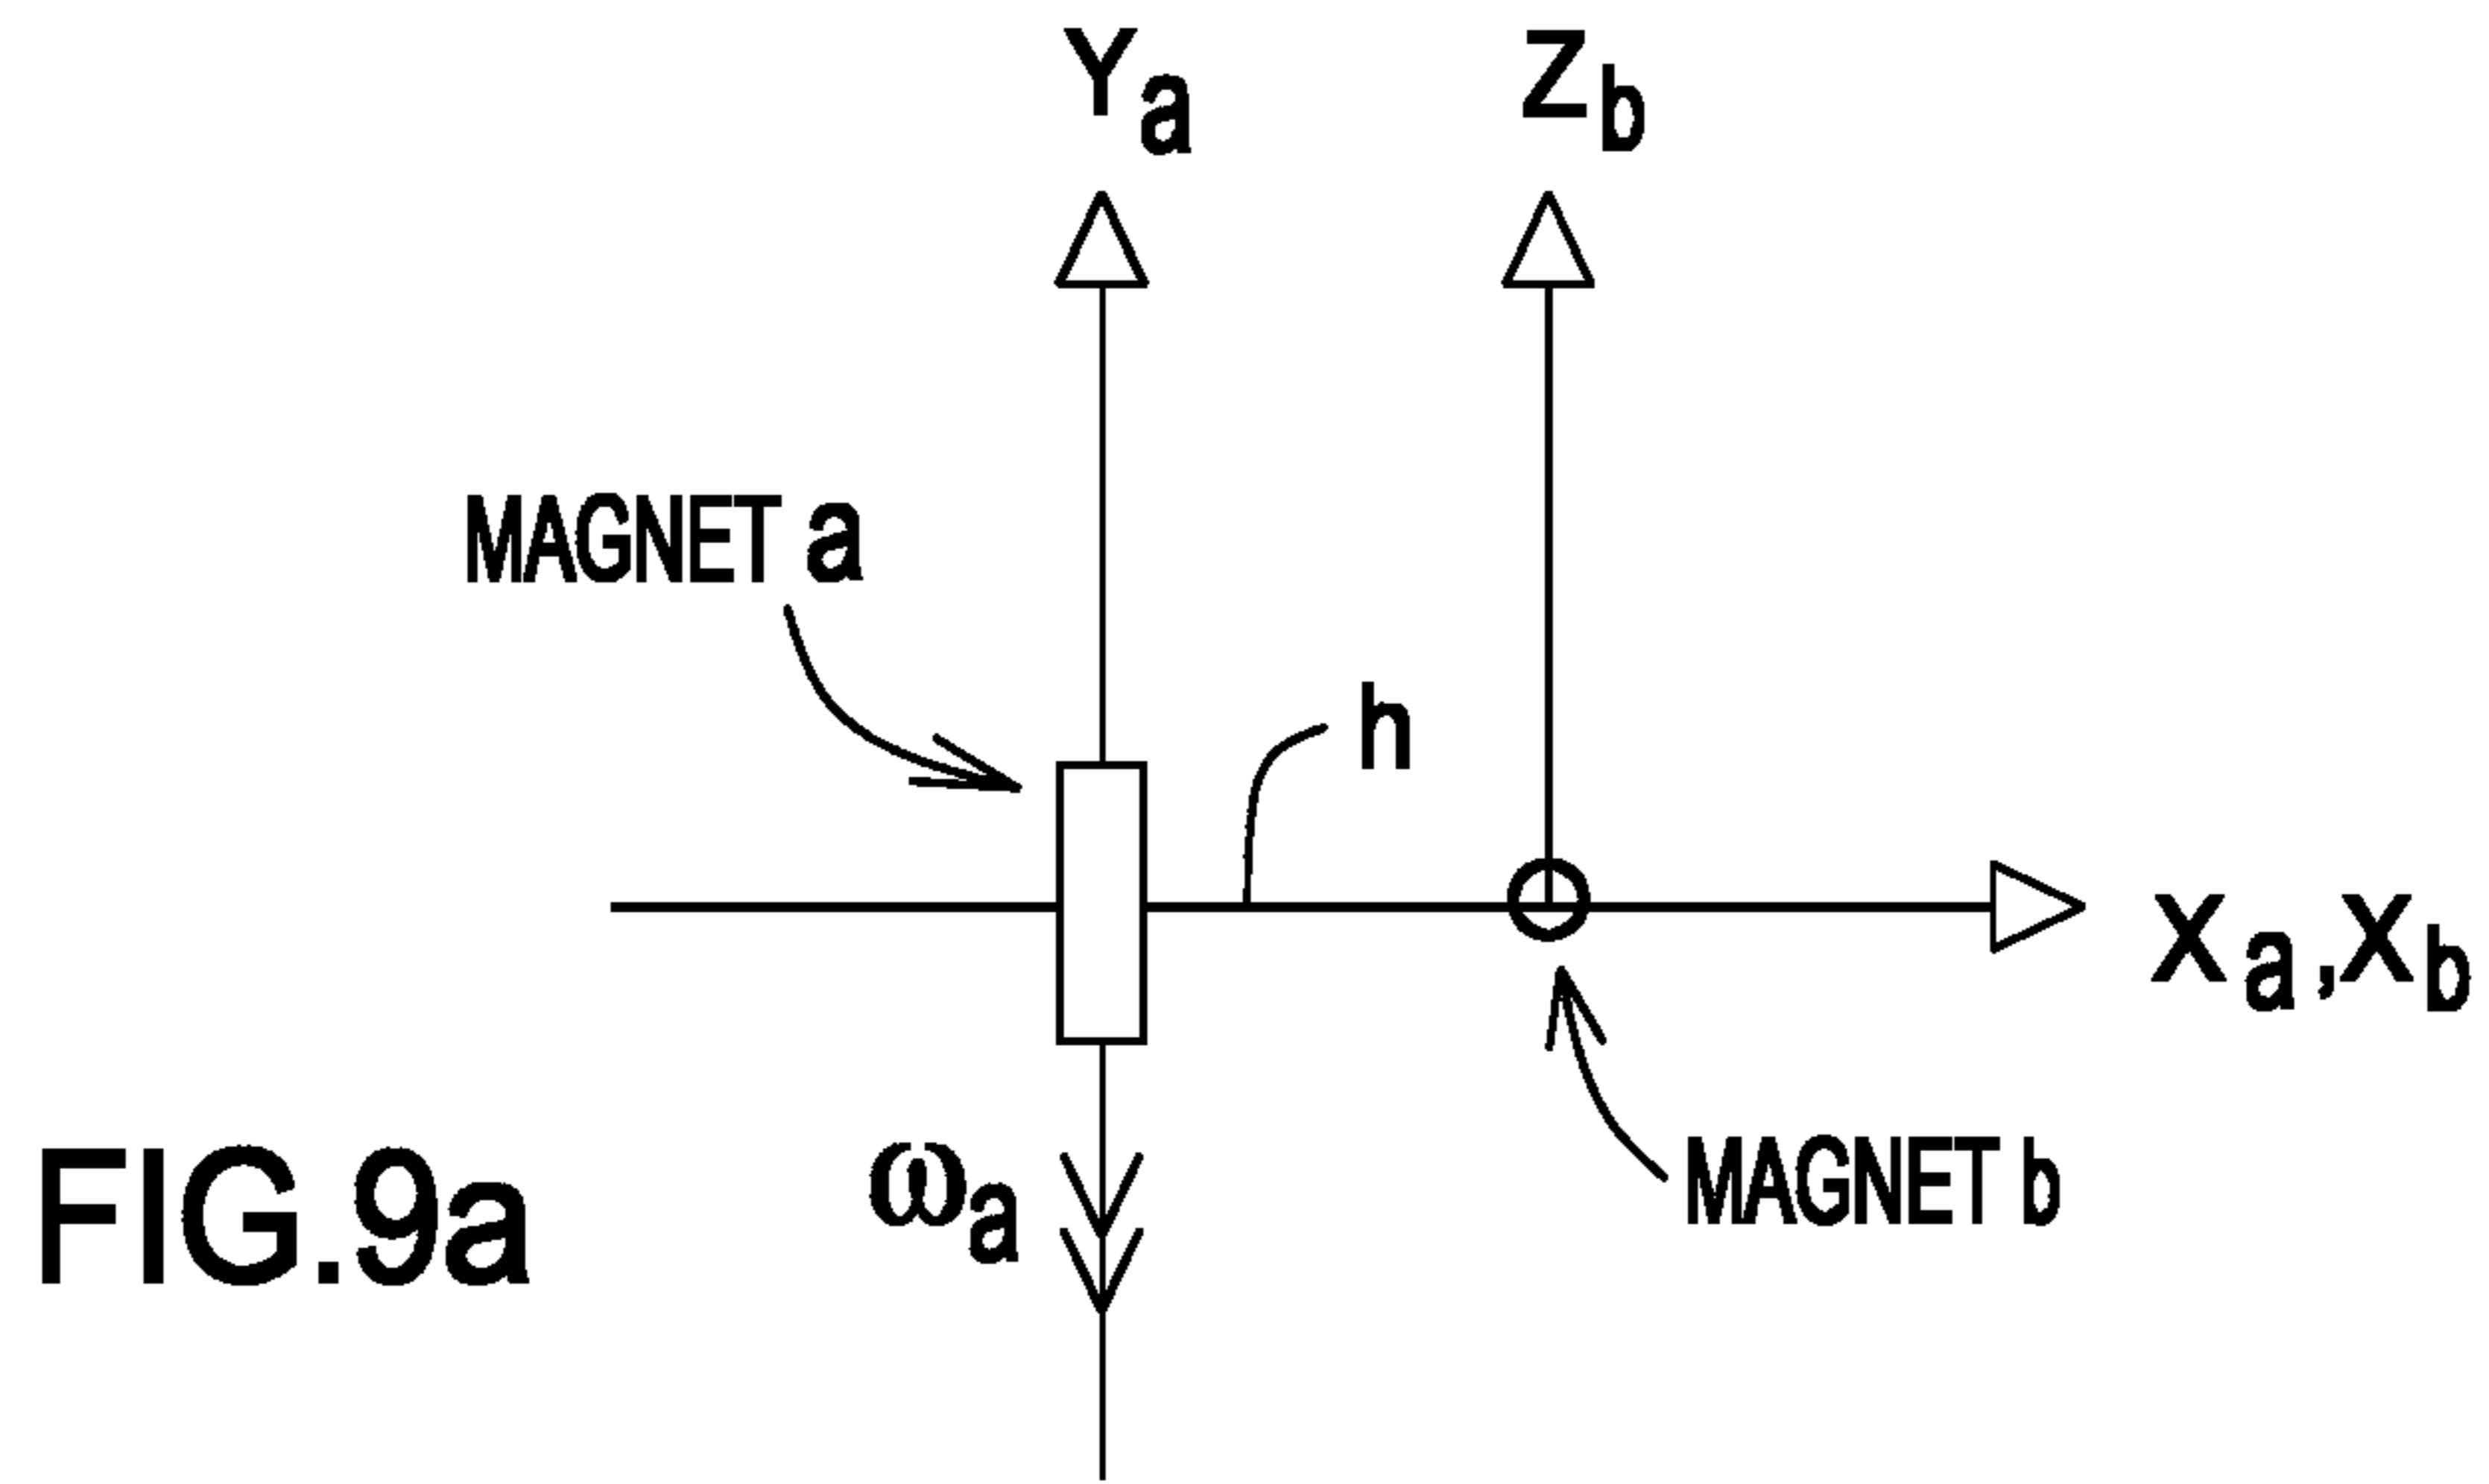 Ya
Zb
MAGNET a
h
Xa,Xb
ωa
MAGNET b
FIG.9a